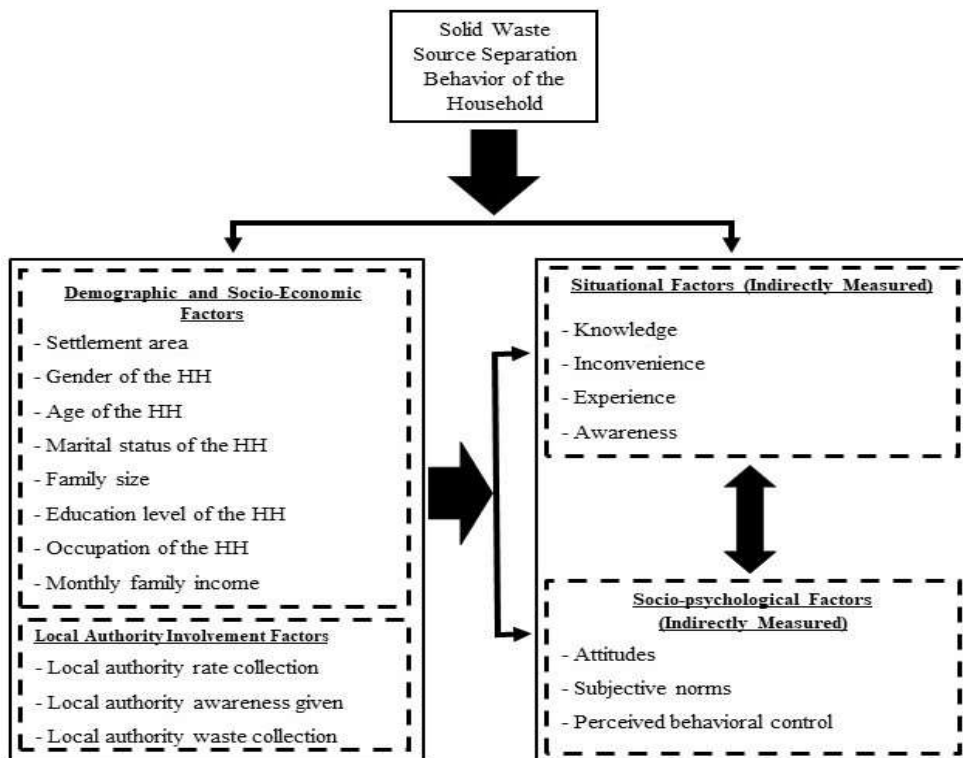 Solid Waste
Source Separation
Behavior of the
Household
Demographic and Socio-Economic
Factors
- Settlement area
- Gender of the HH
- Age of the HH
- Marital status of the HH
- Family size
- Education level of the HH
- Occupation of the HH
- Monthly family income
Local Authority Involvement Factors
- Local authority rate collection
- Local authority awareness given
- Local authority waste collection
Situational Factors (Indirectly Measured)
- Knowledge
- Inconvenience
- Experience
- Awareness
Socio-psychological Factors
(Indirectly Measured)
- Attitudes
- Subjective norms
- Perceived behavioral control